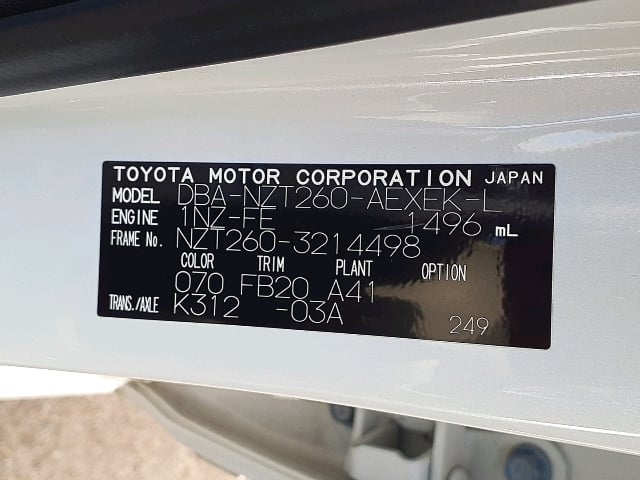 TOYOTA MOTOR CORPORATION JAPAN
MODEL DBA-NZT260-AEXEK-L
ENGINE 1NZ-FE 1496 mL
FRAME No. NZT260-3214498
COLOR TRIM PLANT OPTION
070 FB20 A41
TRANS./AXLE K312 -03A
249